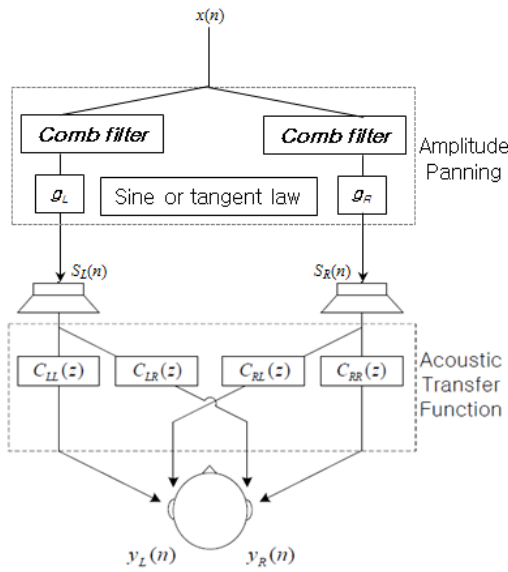 x(n)
Comb filter
Comb filter
Amplitude
Panning
g_L
Sine or tangent law
g_R
S_L(n)
S_R(n)
C_LL(z)
C_LR(z)
C_RL(z)
C_RR(z)
Acoustic
Transfer
Function
y_L(n)
y_R(n)